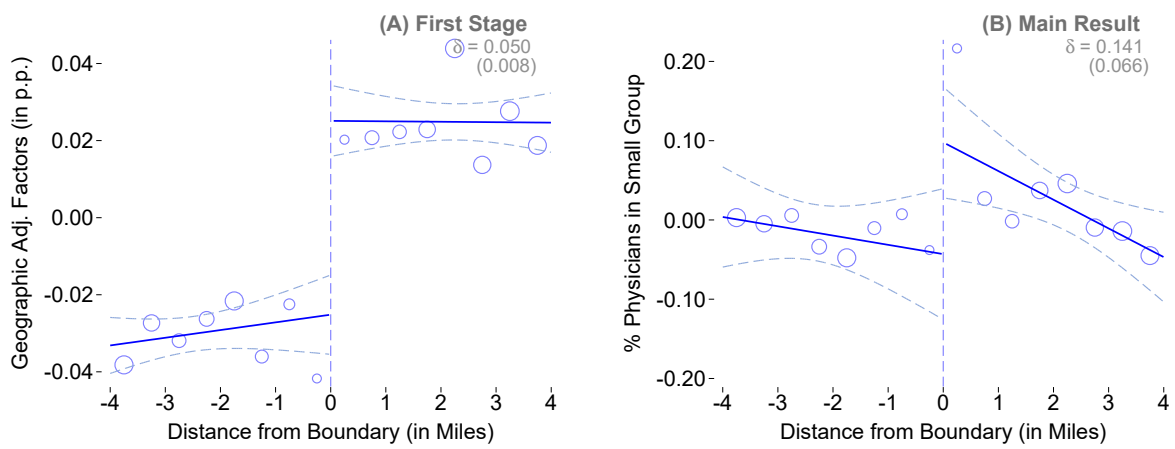 (A) First Stage
δ = 0.050
(0.008)
Geographic Adj. Factors (in p.p.)
0.04
0.02
0.00
-0.02
-0.04
-4 -3 -2 -1 0 1 2 3 4
Distance from Boundary (in Miles)
(B) Main Result
δ = 0.141
(0.066)
% Physicians in Small Group
0.20
0.10
0.00
-0.10
-0.20
-4 -3 -2 -1 0 1 2 3 4
Distance from Boundary (in Miles)